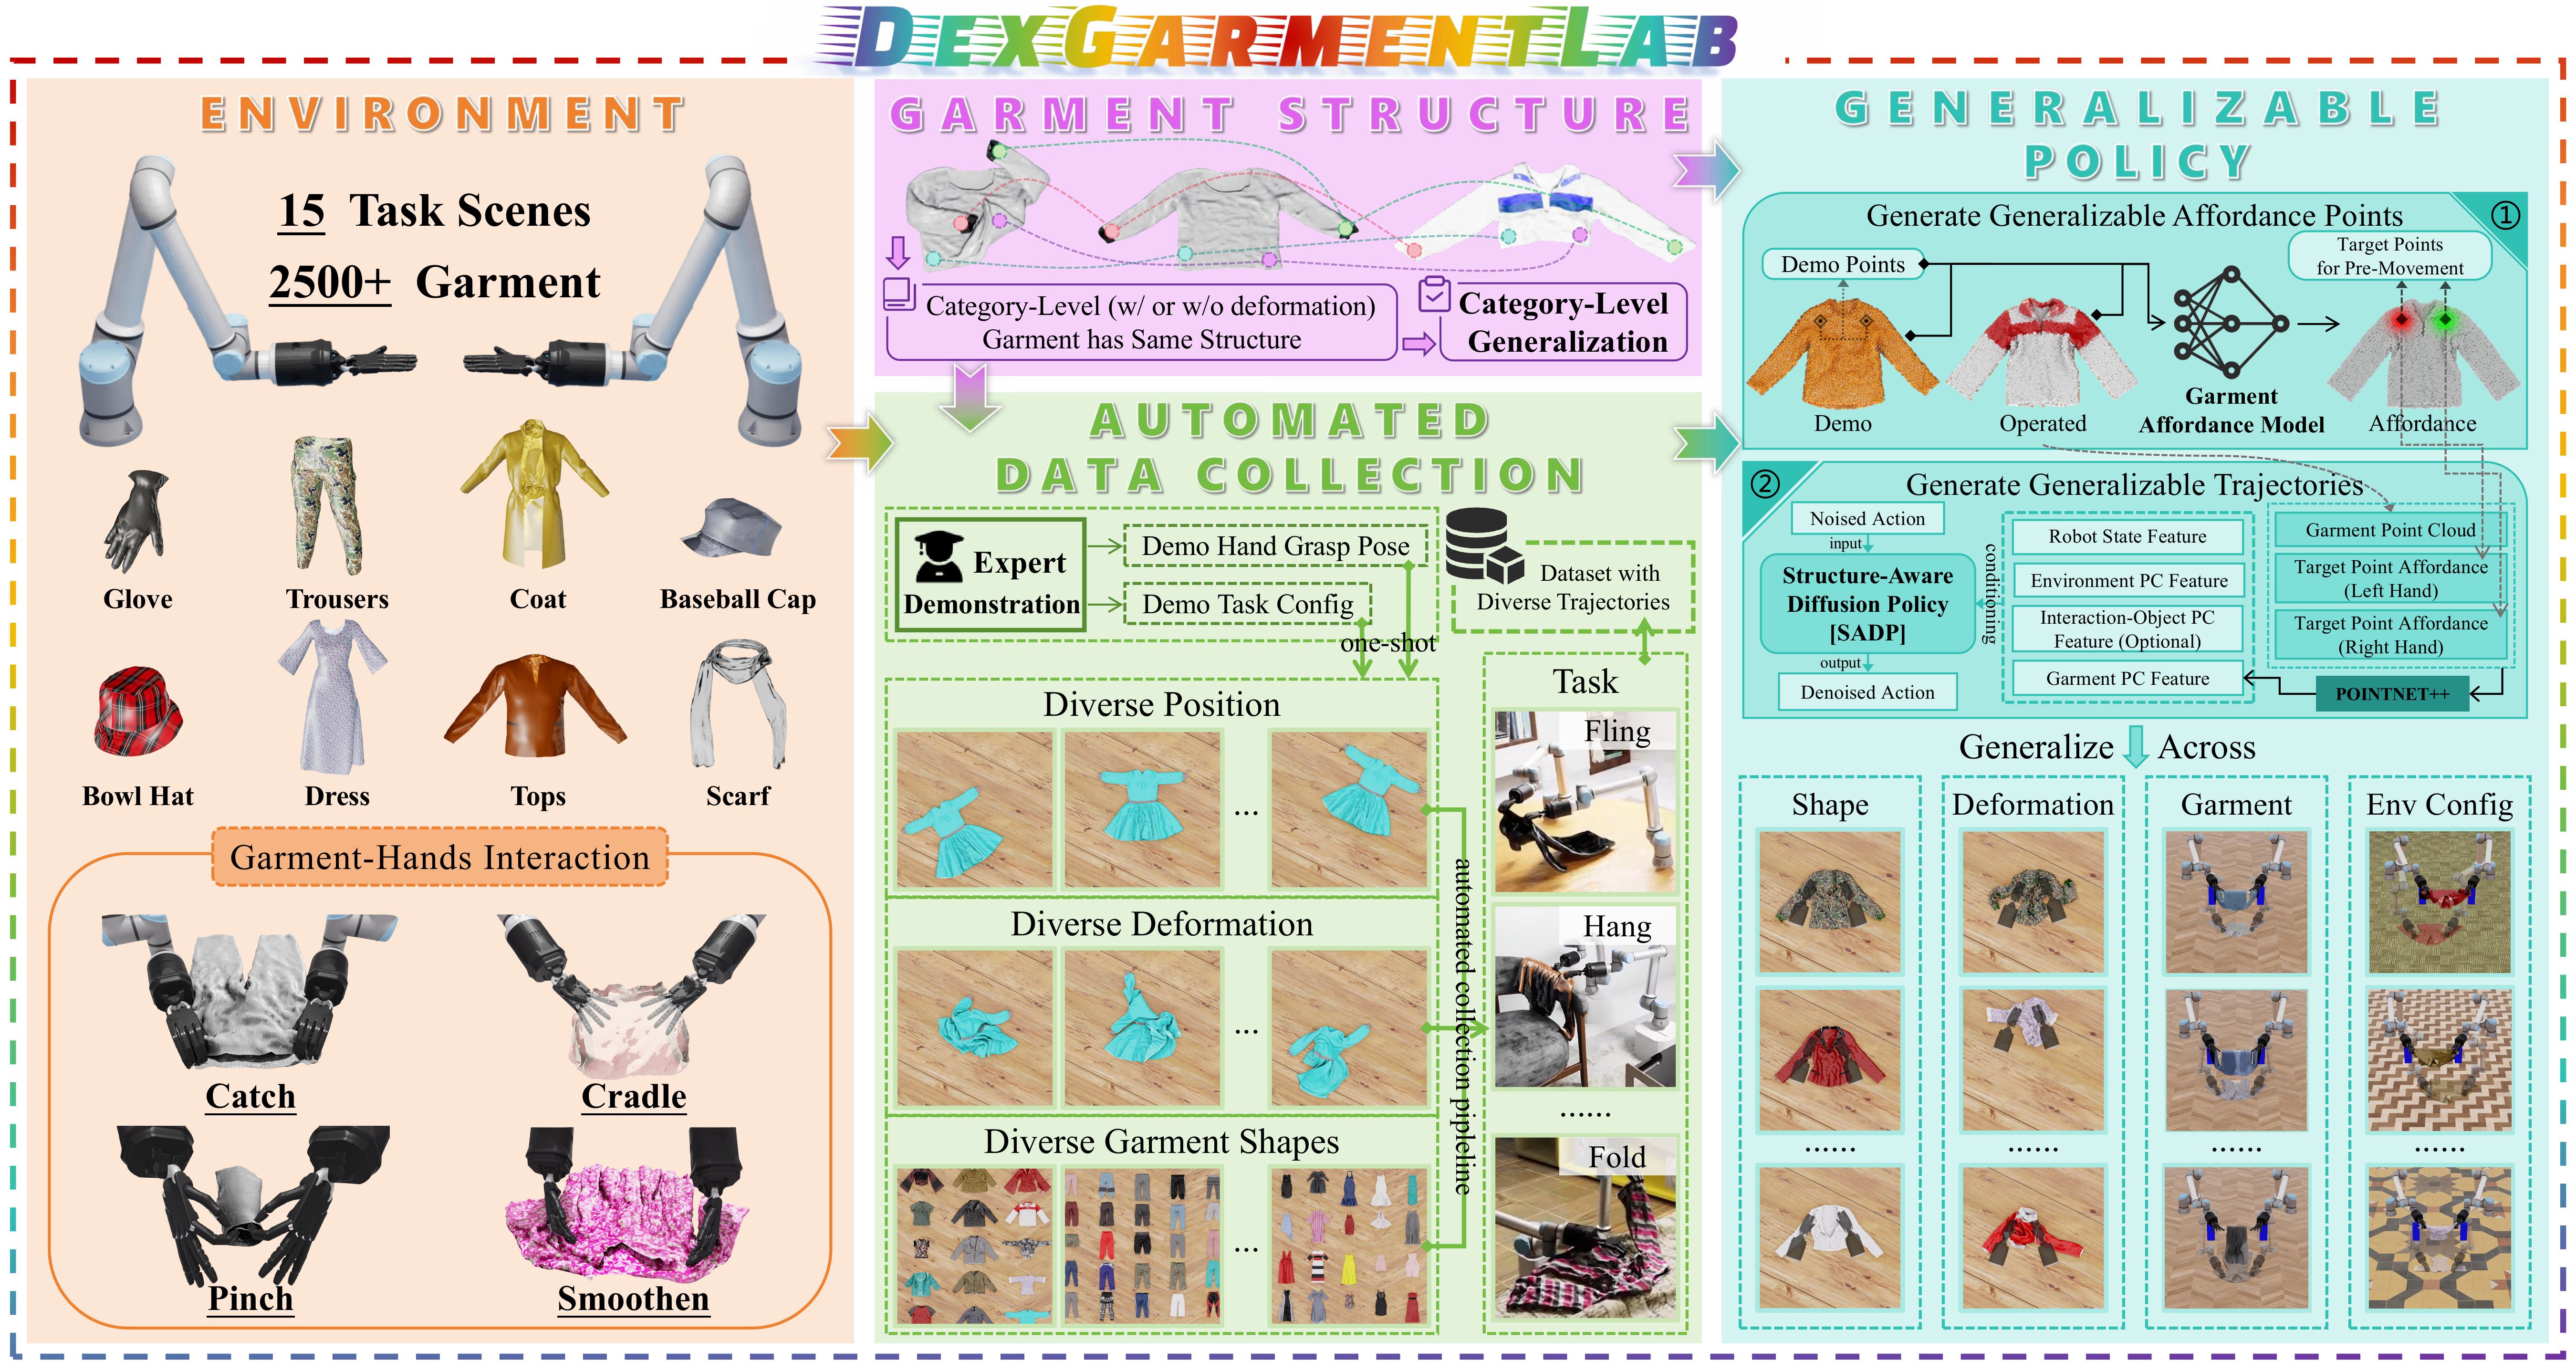 DEXGARMENTLAB
ENVIRONMENT
15 Task Scenes
2500+ Garment
Glove
Trousers
Coat
Baseball Cap
Bowl Hat
Dress
Tops
Scarf
Garment-Hands Interaction
Catch
Cradle
Pinch
Smoothen
GARMENT STRUCTURE
Category-Level (w/ or w/o deformation)
Garment has Same Structure
Category-Level
Generalization
AUTOMATED
DATA COLLECTION
Expert
Demonstration
Demo Hand Grasp Pose
Demo Task Config
one-shot
Dataset with
Diverse Trajectories
Diverse Position
...
Diverse Deformation
...
Diverse Garment Shapes
...
automated collection pipleline
Task
Fling
Hang
......
Fold
GENERALIZABLE
POLICY
Generate Generalizable Affordance Points
①
Demo Points
Target Points
for Pre-Movement
Demo
Operated
Garment
Affordance Model
Affordance
②
Generate Generalizable Trajectories
Noised Action
input
Structure-Aware
Diffusion Policy
[SADP]
output
Denoised Action
conditioning
Robot State Feature
Environment PC Feature
Interaction-Object PC
Feature (Optional)
Garment PC Feature
Garment Point Cloud
Target Point Affordance
(Left Hand)
Target Point Affordance
(Right Hand)
POINTNET++
Generalize Across
Shape
Deformation
Garment
Env Config
......
......
......
......